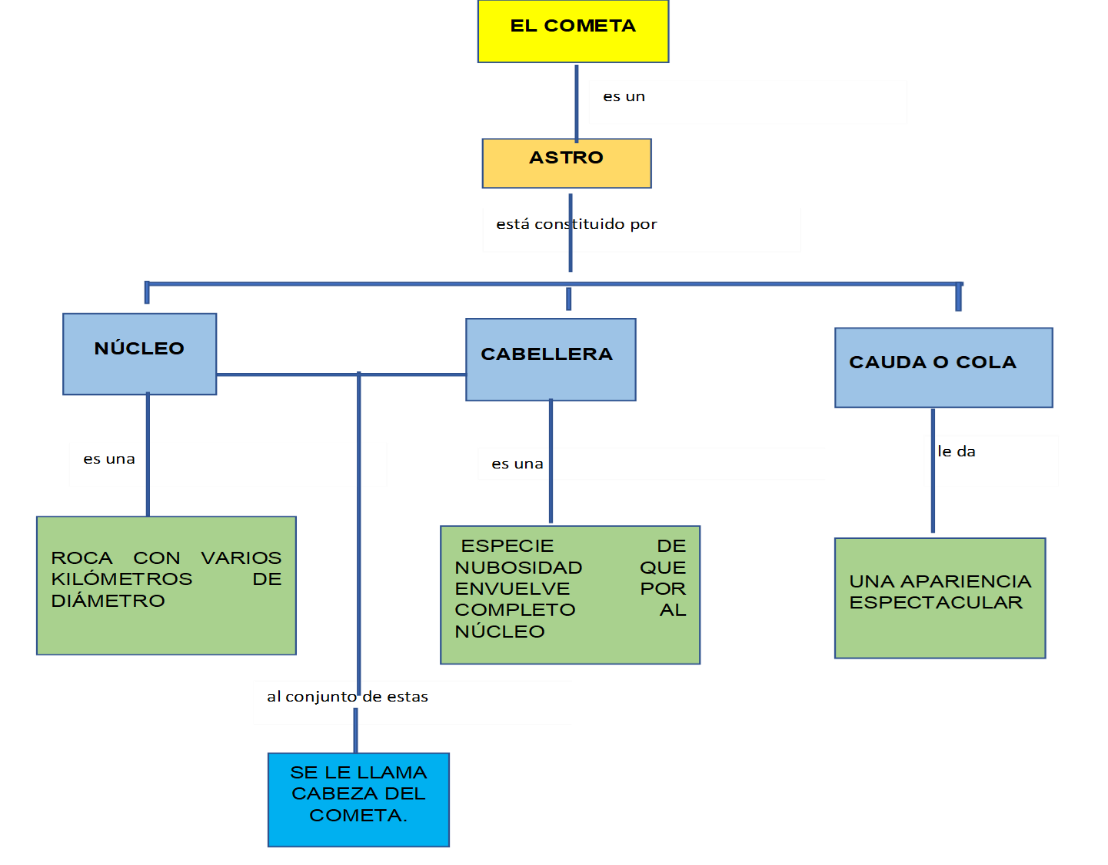 EL COMETA
es un
ASTRO
está constituido por
NÚCLEO
CABELLERA
CAUDA O COLA
es una
es una
le da
ROCA CON VARIOS
KILÓMETROS DE
DIÁMETRO
ESPECIE DE
NUBOSIDAD QUE
ENVUELVE POR
COMPLETO AL
NÚCLEO
UNA APARIENCIA
ESPECTACULAR
al conjunto de estas
SE LE LLAMA
CABEZA DEL
COMETA.